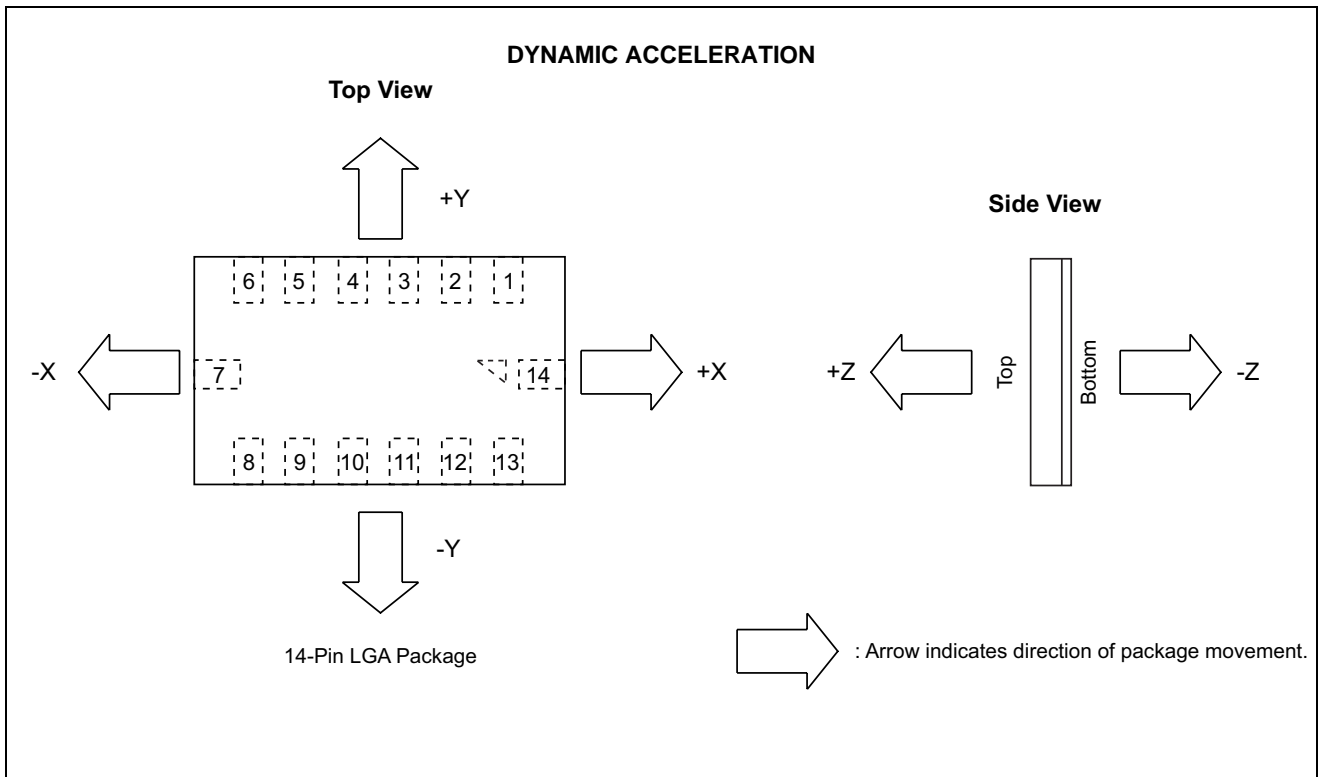 DYNAMIC ACCELERATION
Top View
+Y
Side View
6 5 4 3 2 1
-X
7
14
+X
+Z
Top
Bottom
-Z
8 9 10 11 12 13
-Y
14-Pin LGA Package
: Arrow indicates direction of package movement.